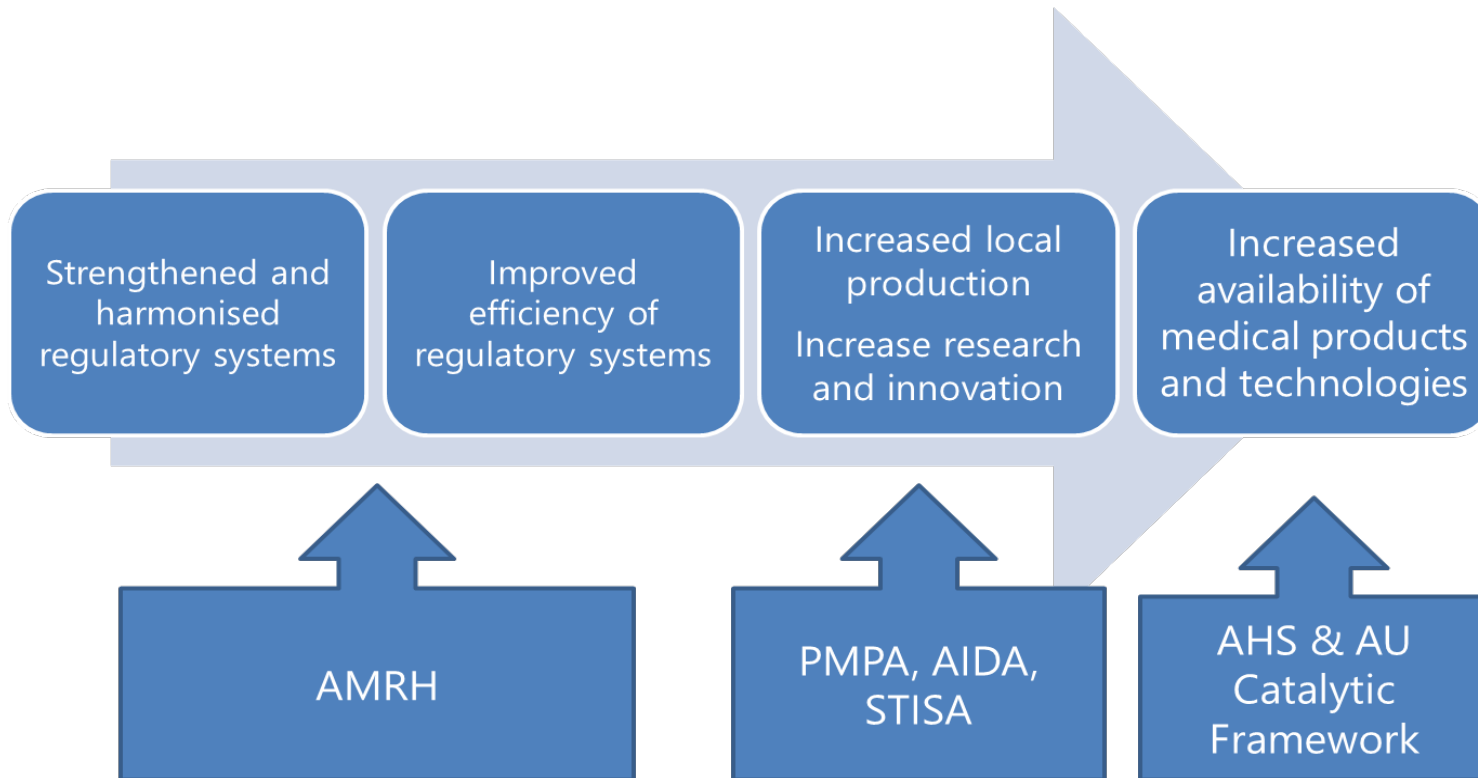 Strengthened and
harmonised
regulatory systems
Improved
efficiency of
regulatory systems
Increased local
production
Increase research
and innovation
Increased
availability of
medical products
and technologies
AMRH
PMPA, AIDA,
STISA
AHS & AU
Catalytic
Framework